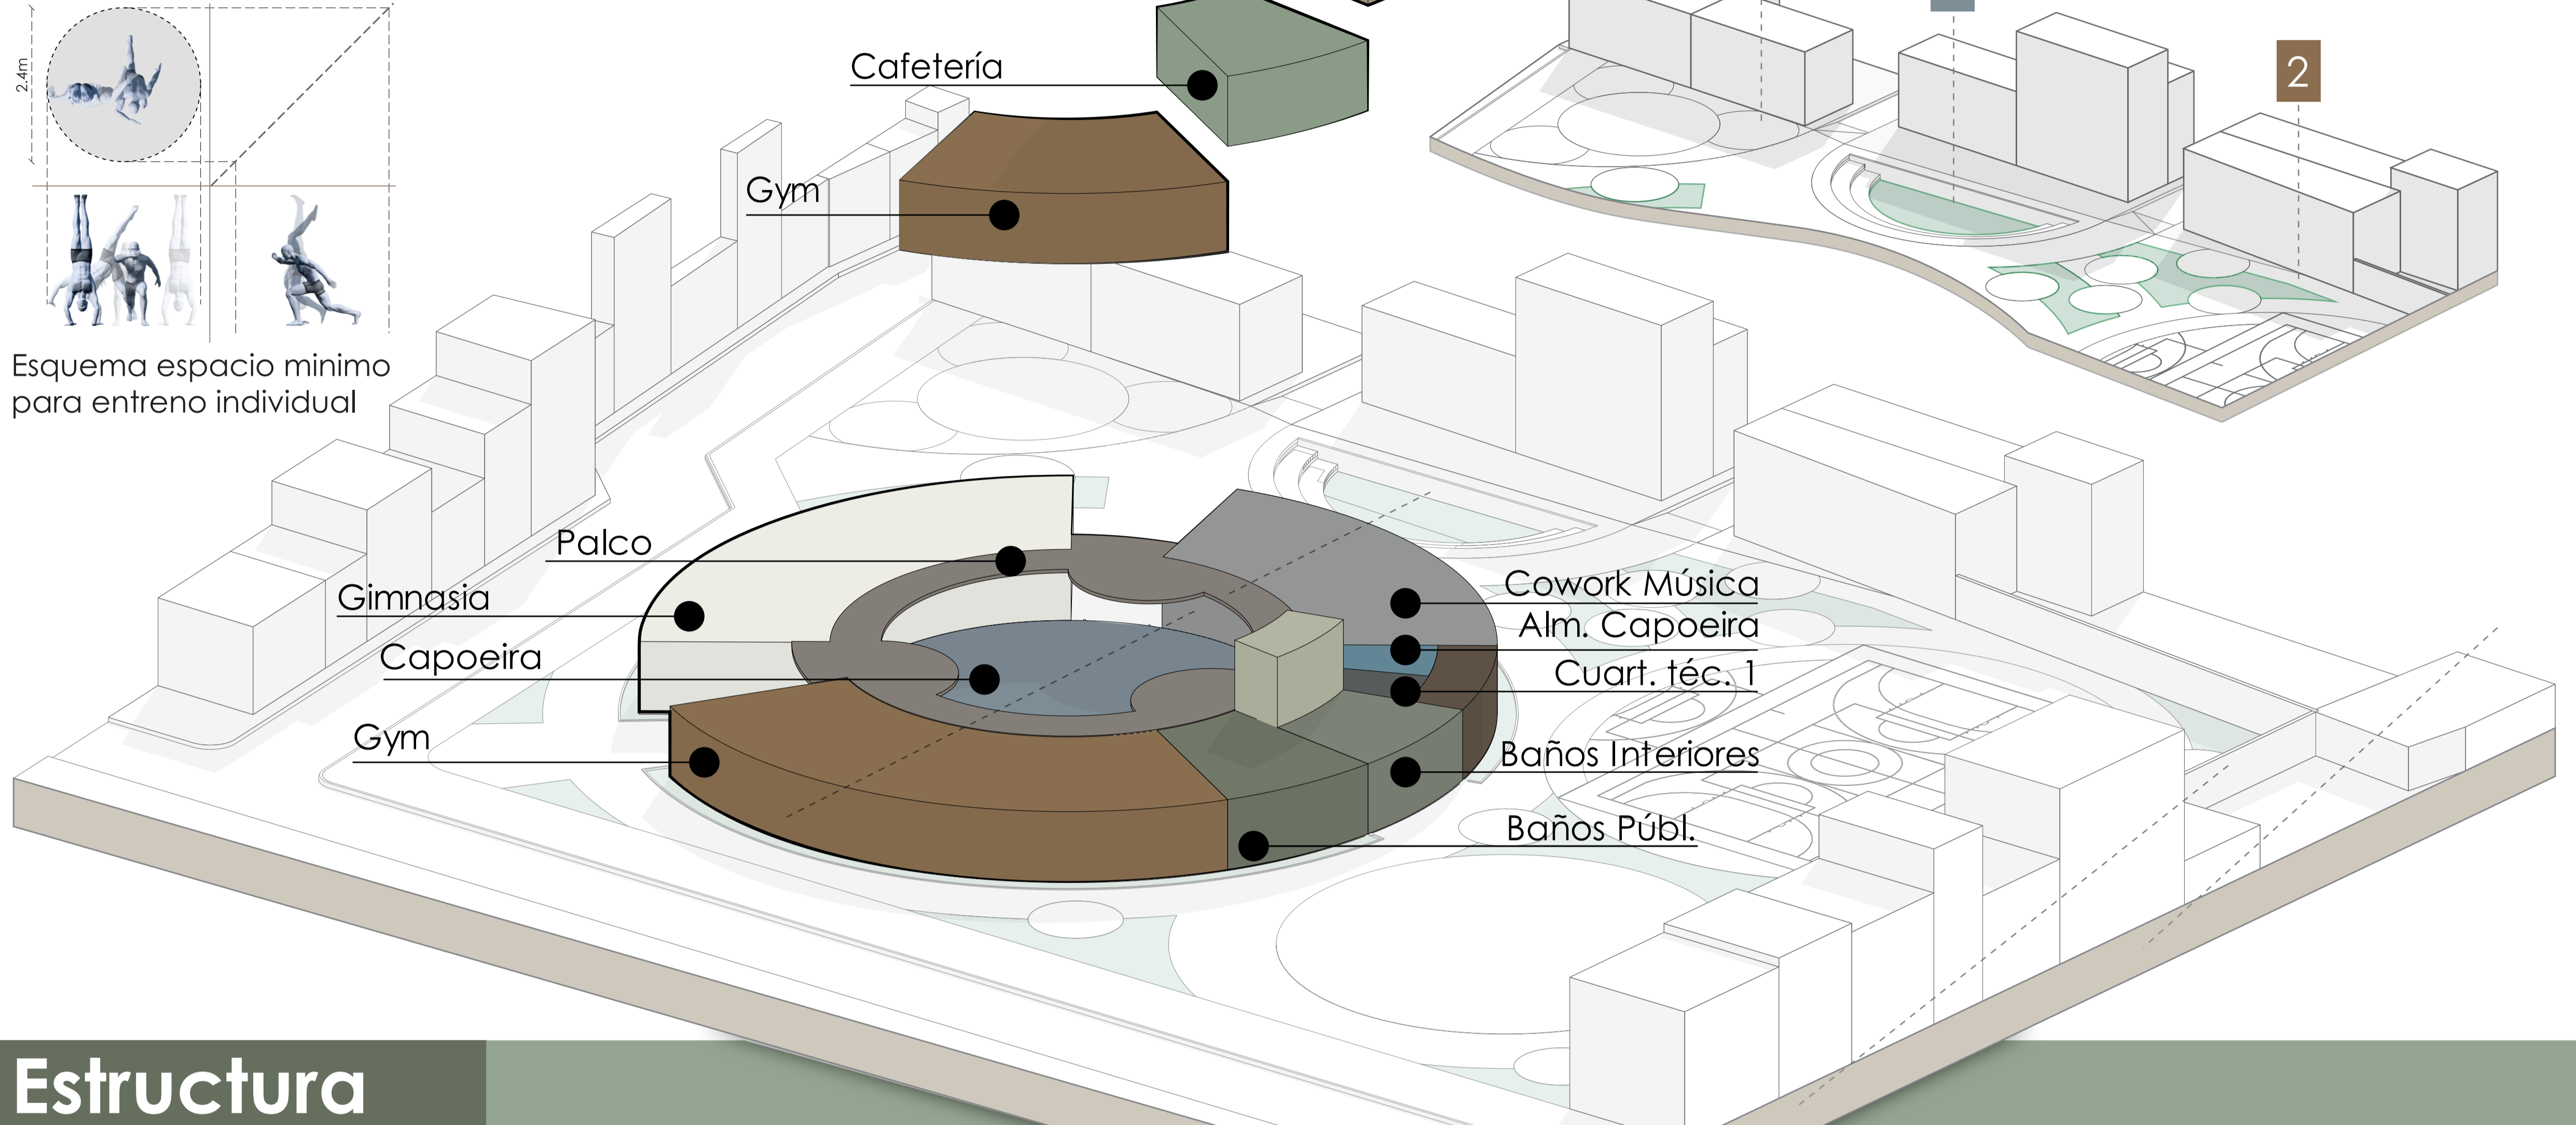 2.4m
Esquema espacio minimo
para entreno individual
Cafetería
Gym
2
Palco
Gimnasia
Capoeira
Gym
Cowork Música
Alm. Capoeira
Cuart. téc. 1
Baños Interiores
Baños Públ.
Estructura